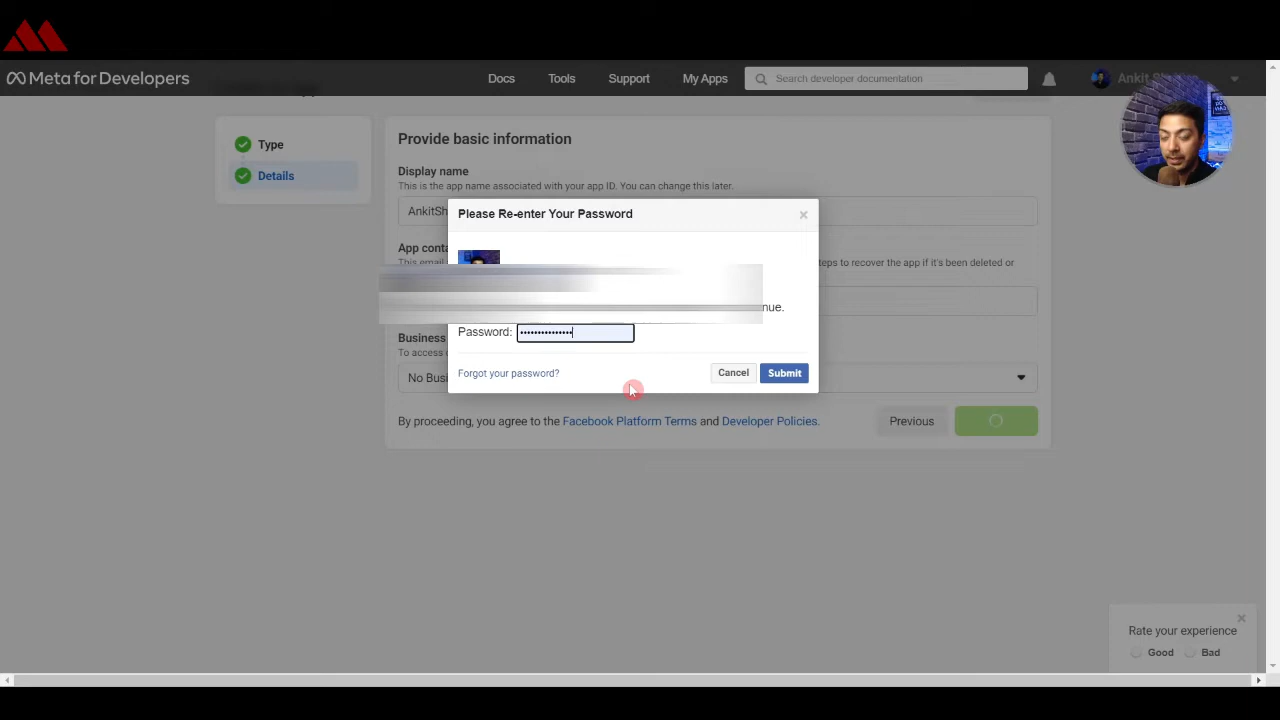 Meta for Developers
Docs
Tools
Support
My Apps
Search developer documentation
Ankit
Type
Details
Provide basic information
Display name
This is the app name associated with your app ID. You can change this later.
AnkitSh
Please Re-enter Your Password
App conta
This email
teps to recover the app if it's been deleted or
nue.
Password:
Business
To access
Forgot your password?
Cancel
Submit
No Busi
By proceeding, you agree to the Facebook Platform Terms and Developer Policies.
Previous
Rate your experience
Good
Bad